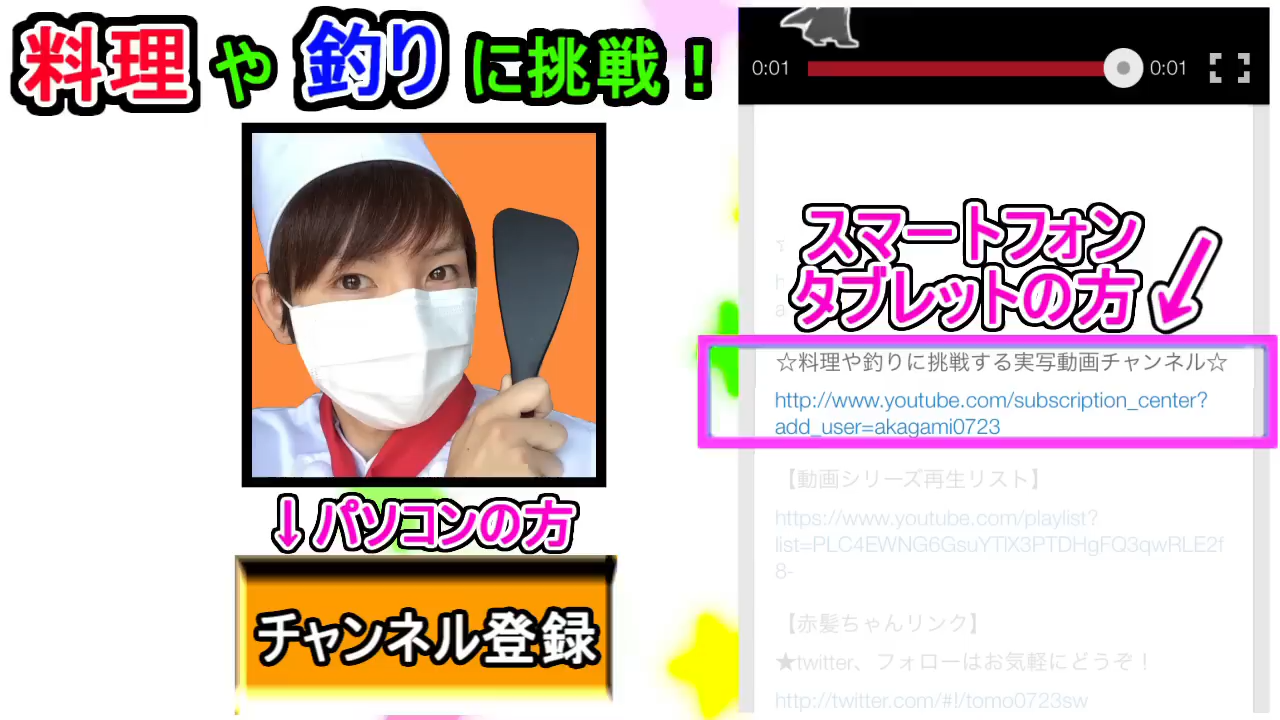 料理や釣りに挑戦！
↓パソコンの方
チャンネル登録
0:01
0:01
スマートフォン
タブレットの方
☆料理や釣りに挑戦する実写動画チャンネル☆
http://www.youtube.com/subscription_center?
add_user=akagami0723
【動画シリーズ再生リスト】
https://www.youtube.com/playlist?
list=PLC4EWNG6GsuYTlX3PTDHgFQ3qwRLE2f
8-
【赤髪ちゃんリンク】
★twitter、フォローはお気軽にどうぞ！
http://twitter.com/#!/tomo0723sw